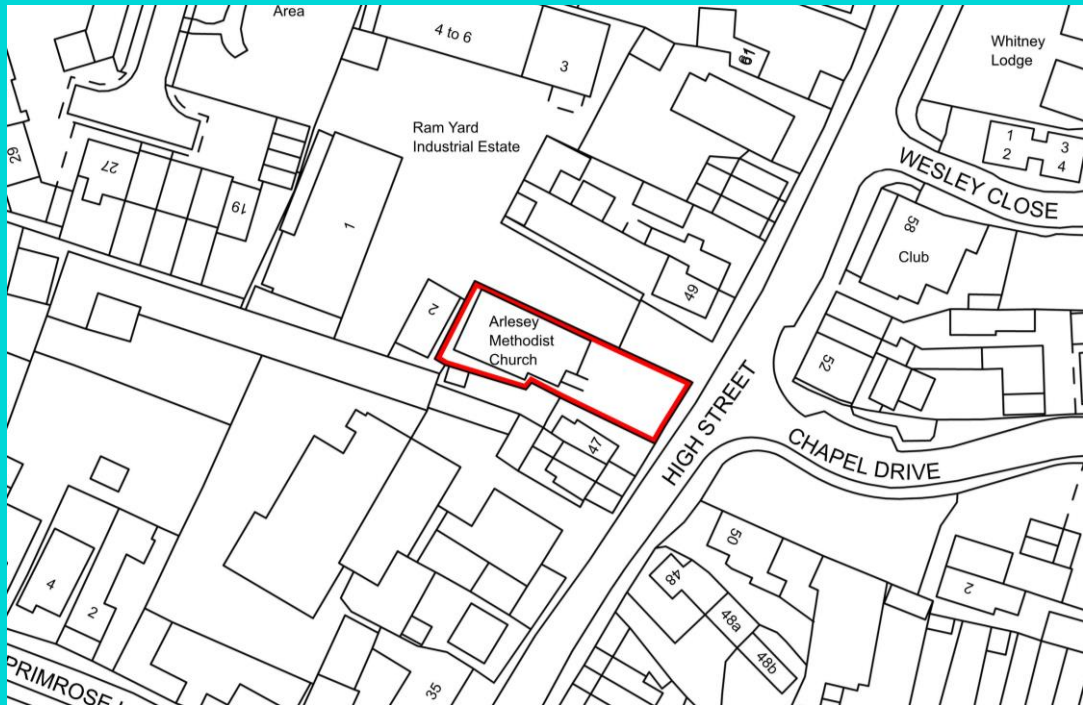 Area
4 to 6
3
61
Whitney
Lodge
1
3
2
4
29
27
19
Ram Yard
Industrial Estate
1
WESLEY CLOSE
58
Club
49
2
Arlesey
Methodist
Church
52
HIGH STREET
CHAPEL DRIVE
47
50
48
48a
48b
2
4
2
35
PRIMROSE